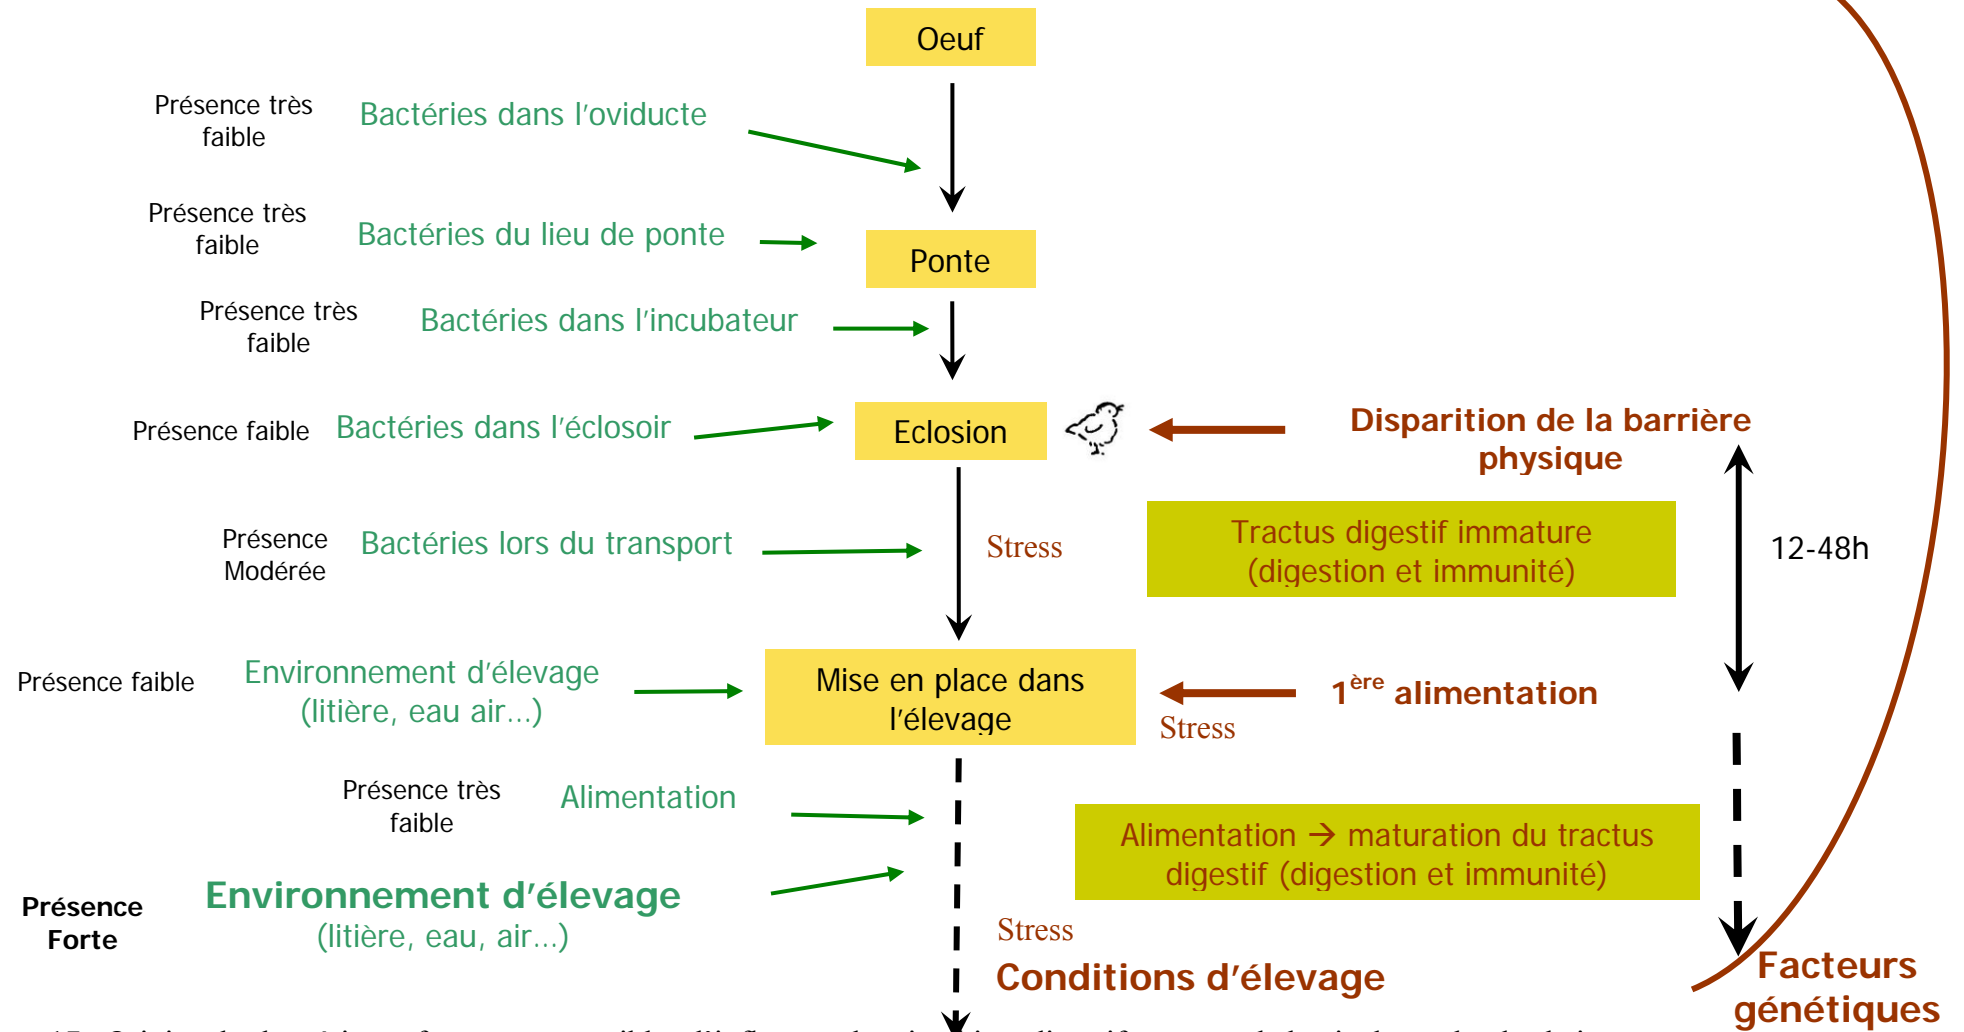 Oeuf
Présence très
faible
Bactéries dans l'oviducte
Présence très
faible
Bactéries du lieu de ponte
Ponte
Présence très
faible
Bactéries dans l'incubateur
Présence faible
Bactéries dans l'éclosoir
Eclosion
Disparition de la barrière
physique
Présence
Modérée
Bactéries lors du transport
Stress
Tractus digestif immature
(digestion et immunité)
12-48h
Présence faible
Environnement d'élevage
(litière, eau air...)
Mise en place dans
l'élevage
1ère alimentation
Stress
Présence très
faible
Alimentation
Alimentation → maturation du tractus
digestif (digestion et immunité)
Présence
Forte
Environnement d'élevage
(litière, eau, air...)
Stress
Conditions d'élevage
Facteurs
génétiques